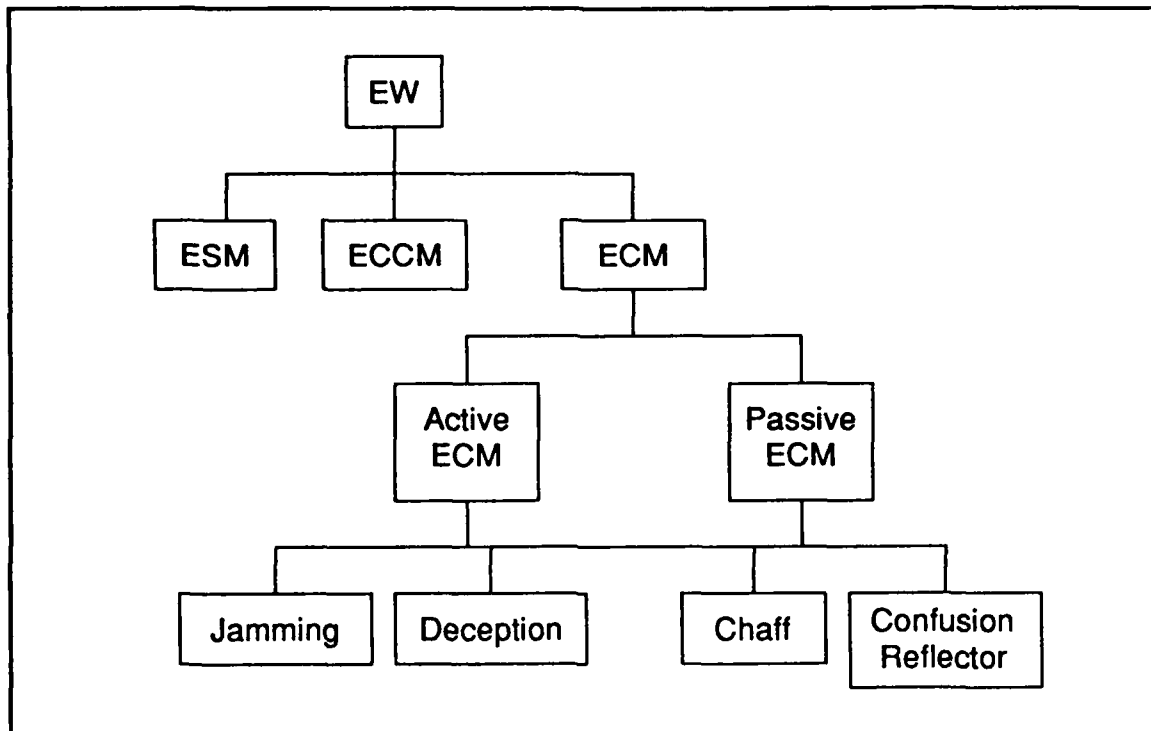 EW
ESM
ECCM
ECM
Active
ECM
Passive
ECM
Jamming
Deception
Chaff
Confusion
Reflector